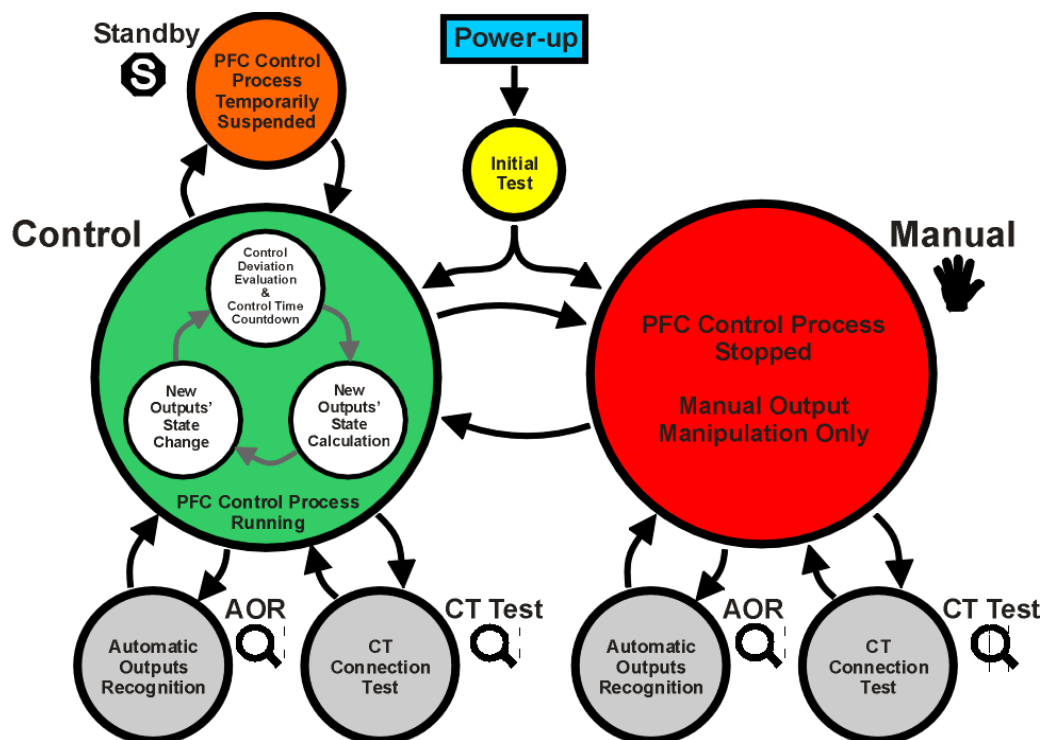 Standby
S
PFC Control
Process
Temporarily
Suspended
Power-up
Initial
Test
Control
Control
Deviation
Evaluation
&
Control Time
Countdown
New
Outputs'
State
Change
New
Outputs'
State
Calculation
PFC Control Process
Running
Manual
PFC Control Process
Stopped
Manual Output
Manipulation Only
AOR
Automatic
Outputs
Recognition
CT Test
CT
Connection
Test
AOR
Automatic
Outputs
Recognition
CT Test
CT
Connection
Test